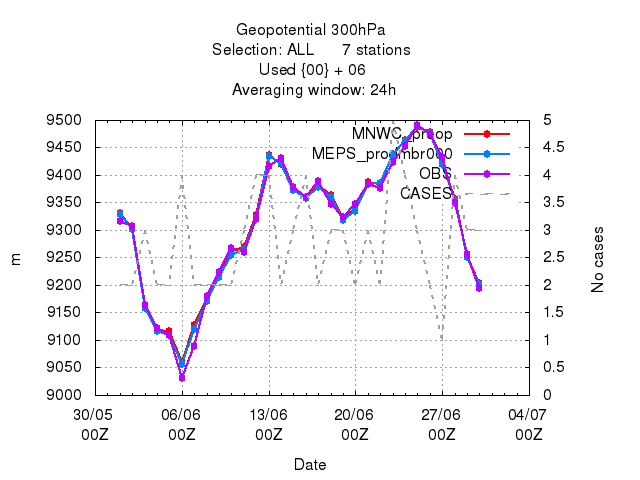 Geopotential 300hPa
Selection: ALL 7 stations
Used {00} + 06
Averaging window: 24h
MNWC_preop
MEPS_prodmbr000
OBS
CASES
9500
9450
9400
9350
9300
9250
9200
9150
9100
9050
9000
m
5
4.5
4
3.5
3
2.5
2
1.5
1
0.5
0
No cases
30/05 06/06 13/06 20/06 27/06 04/07
00Z 00Z 00Z 00Z 00Z 00Z
Date